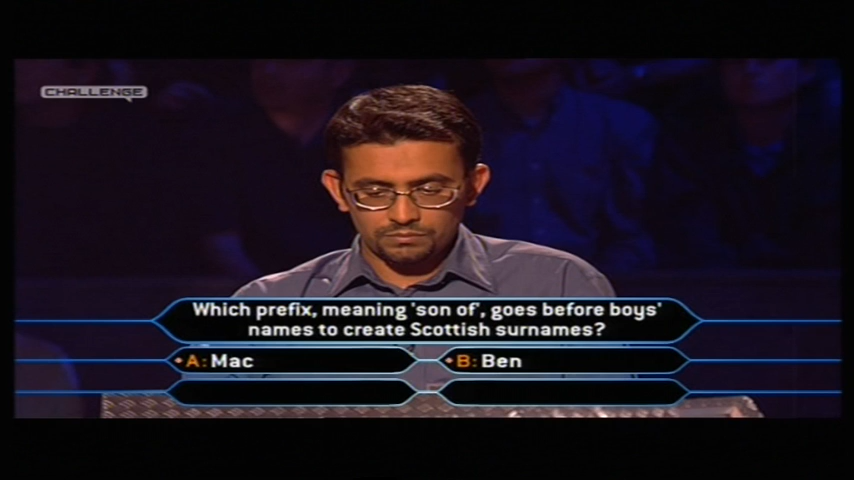 CHALLENGE
Which prefix, meaning 'son of', goes before boys'
names to create Scottish surnames?
A: Mac
B: Ben